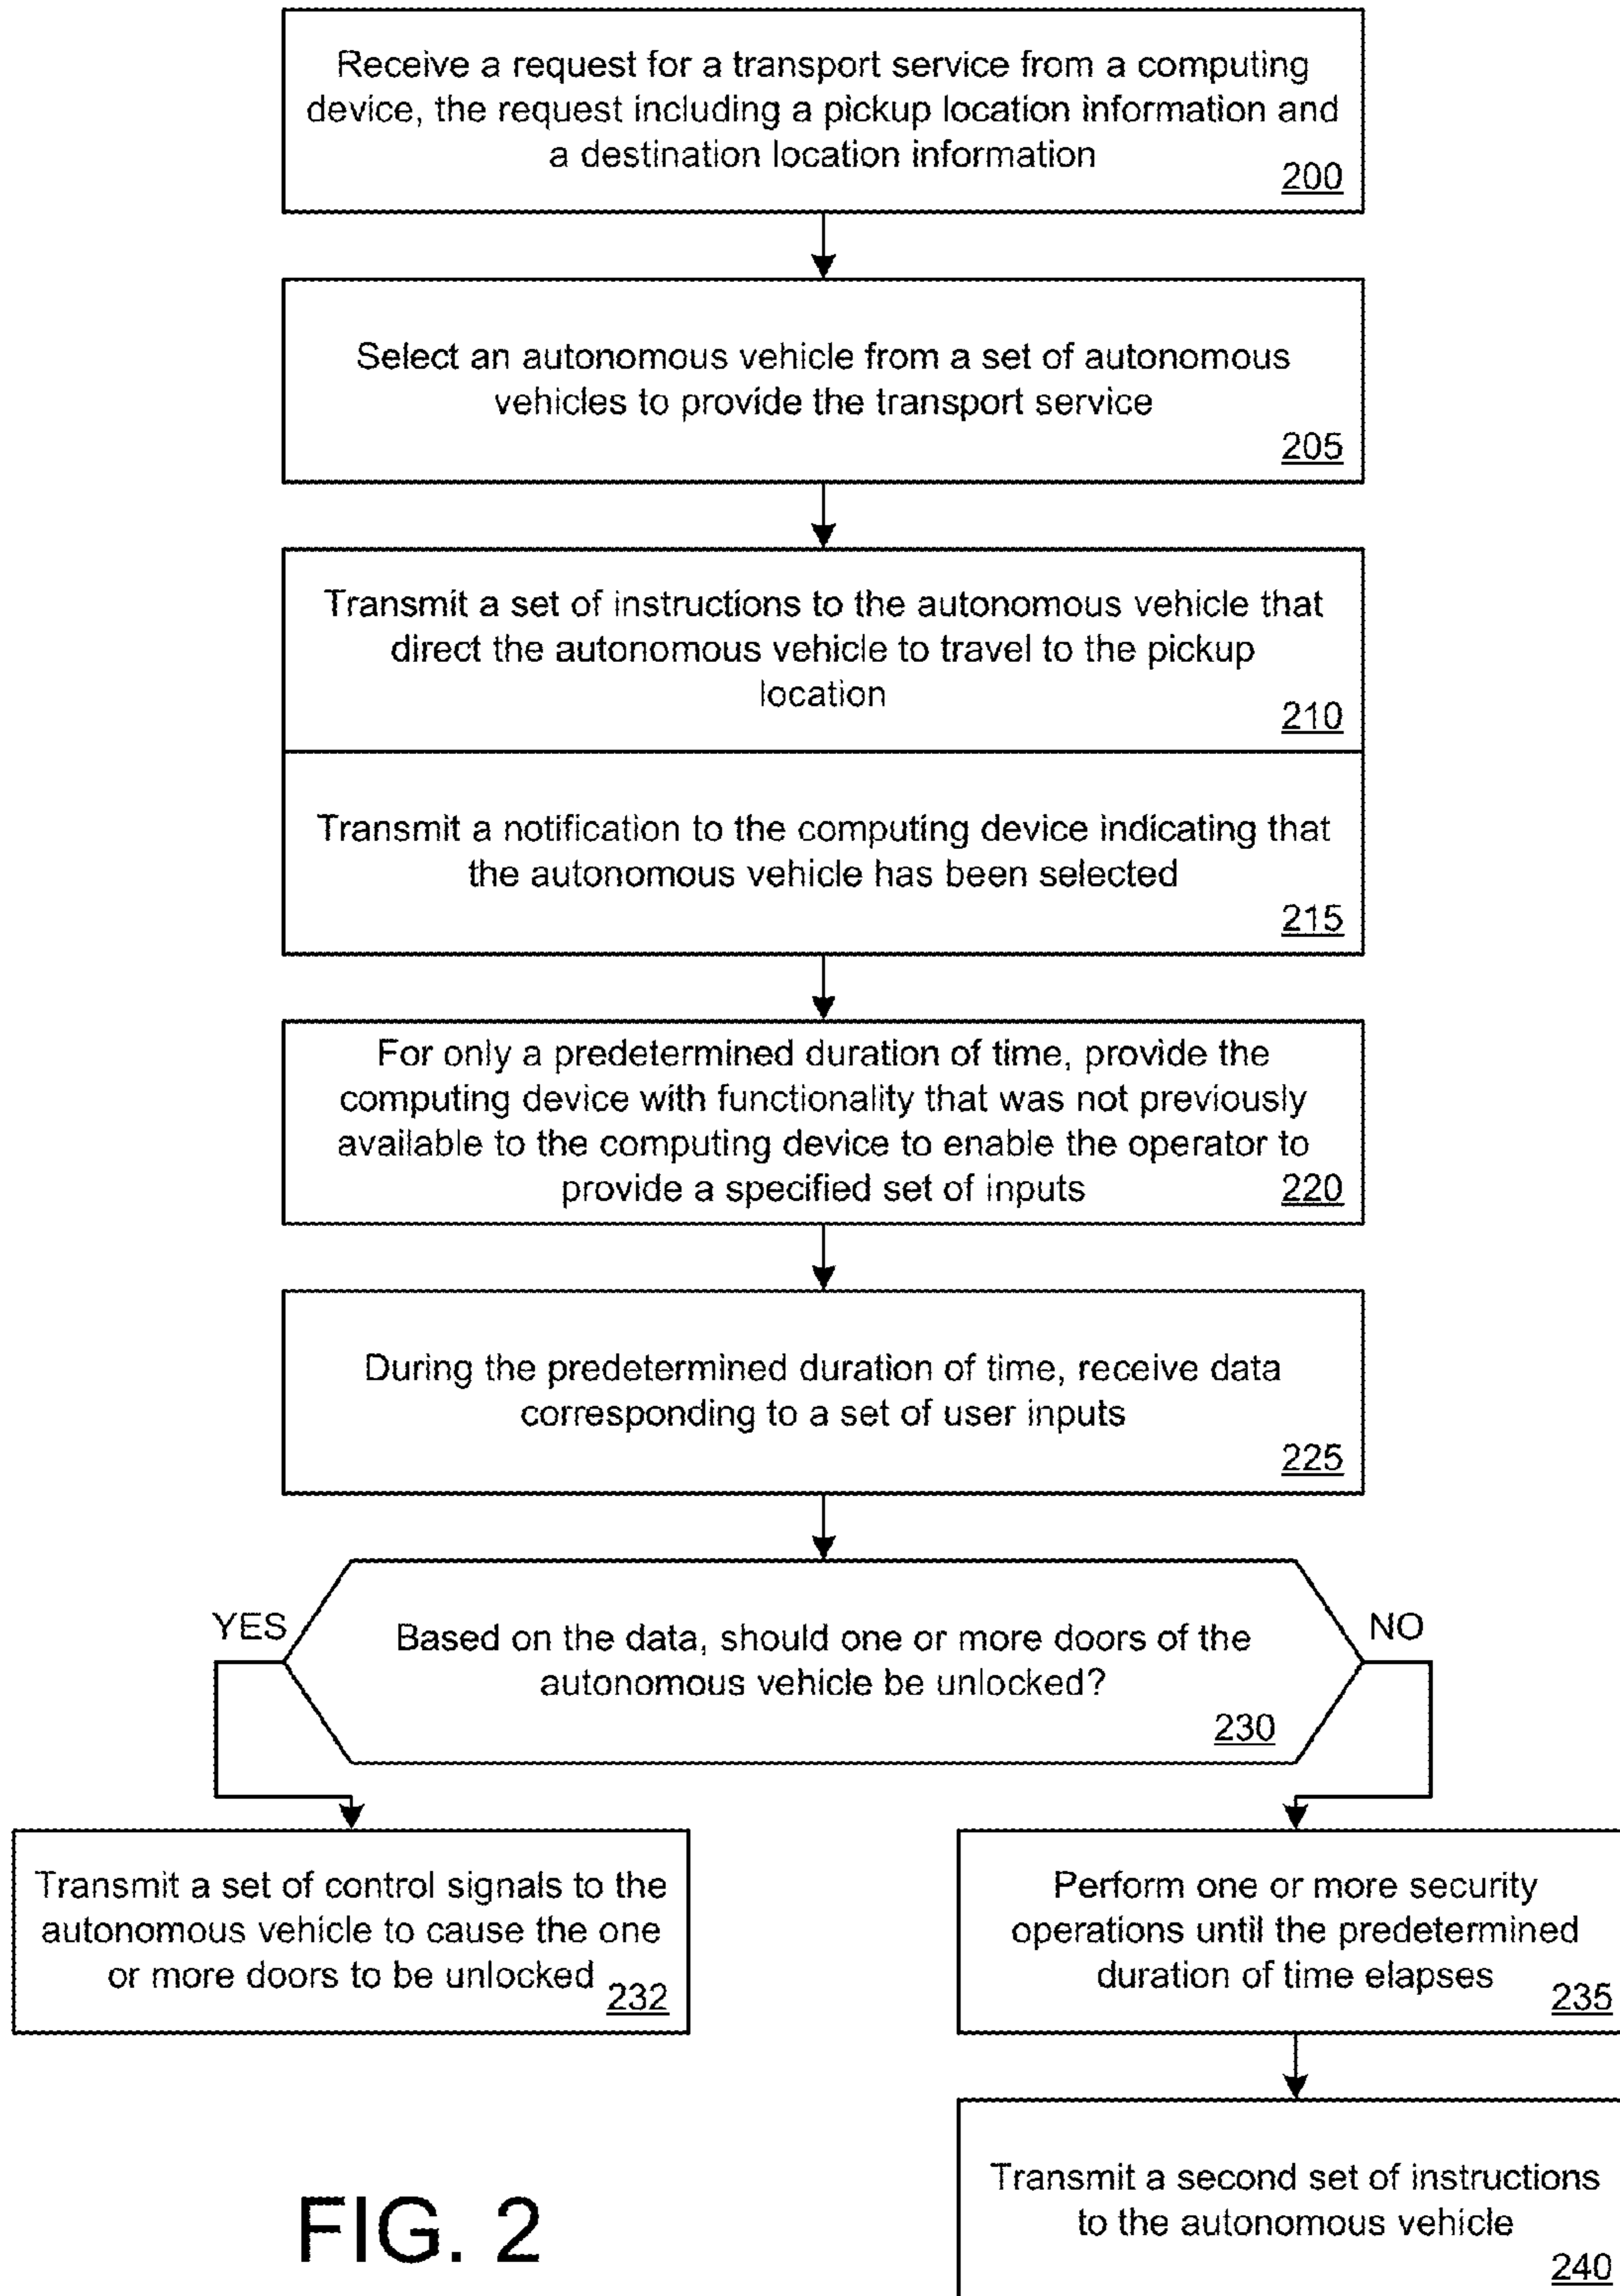 Receive a request for a transport service from a computing
device, the request including a pickup location information and
a destination location information
200
Select an autonomous vehicle from a set of autonomous
vehicles to provide the transport service
205
Transmit a set of instructions to the autonomous vehicle that
direct the autonomous vehicle to travel to the pickup
location
210
Transmit a notification to the computing device indicating that
the autonomous vehicle has been selected
215
For only a predetermined duration of time, provide the
computing device with functionality that was not previously
available to the computing device to enable the operator to
provide a specified set of inputs 220
During the predetermined duration of time, receive data
corresponding to a set of user inputs
225
YES
NO
Based on the data, should one or more doors of the
autonomous vehicle be unlocked?
230
Transmit a set of control signals to the
autonomous vehicle to cause the one
or more doors to be unlocked 232
Perform one or more security
operations until the predetermined
duration of time elapses
235
Transmit a second set of instructions
to the autonomous vehicle
240
FIG. 2